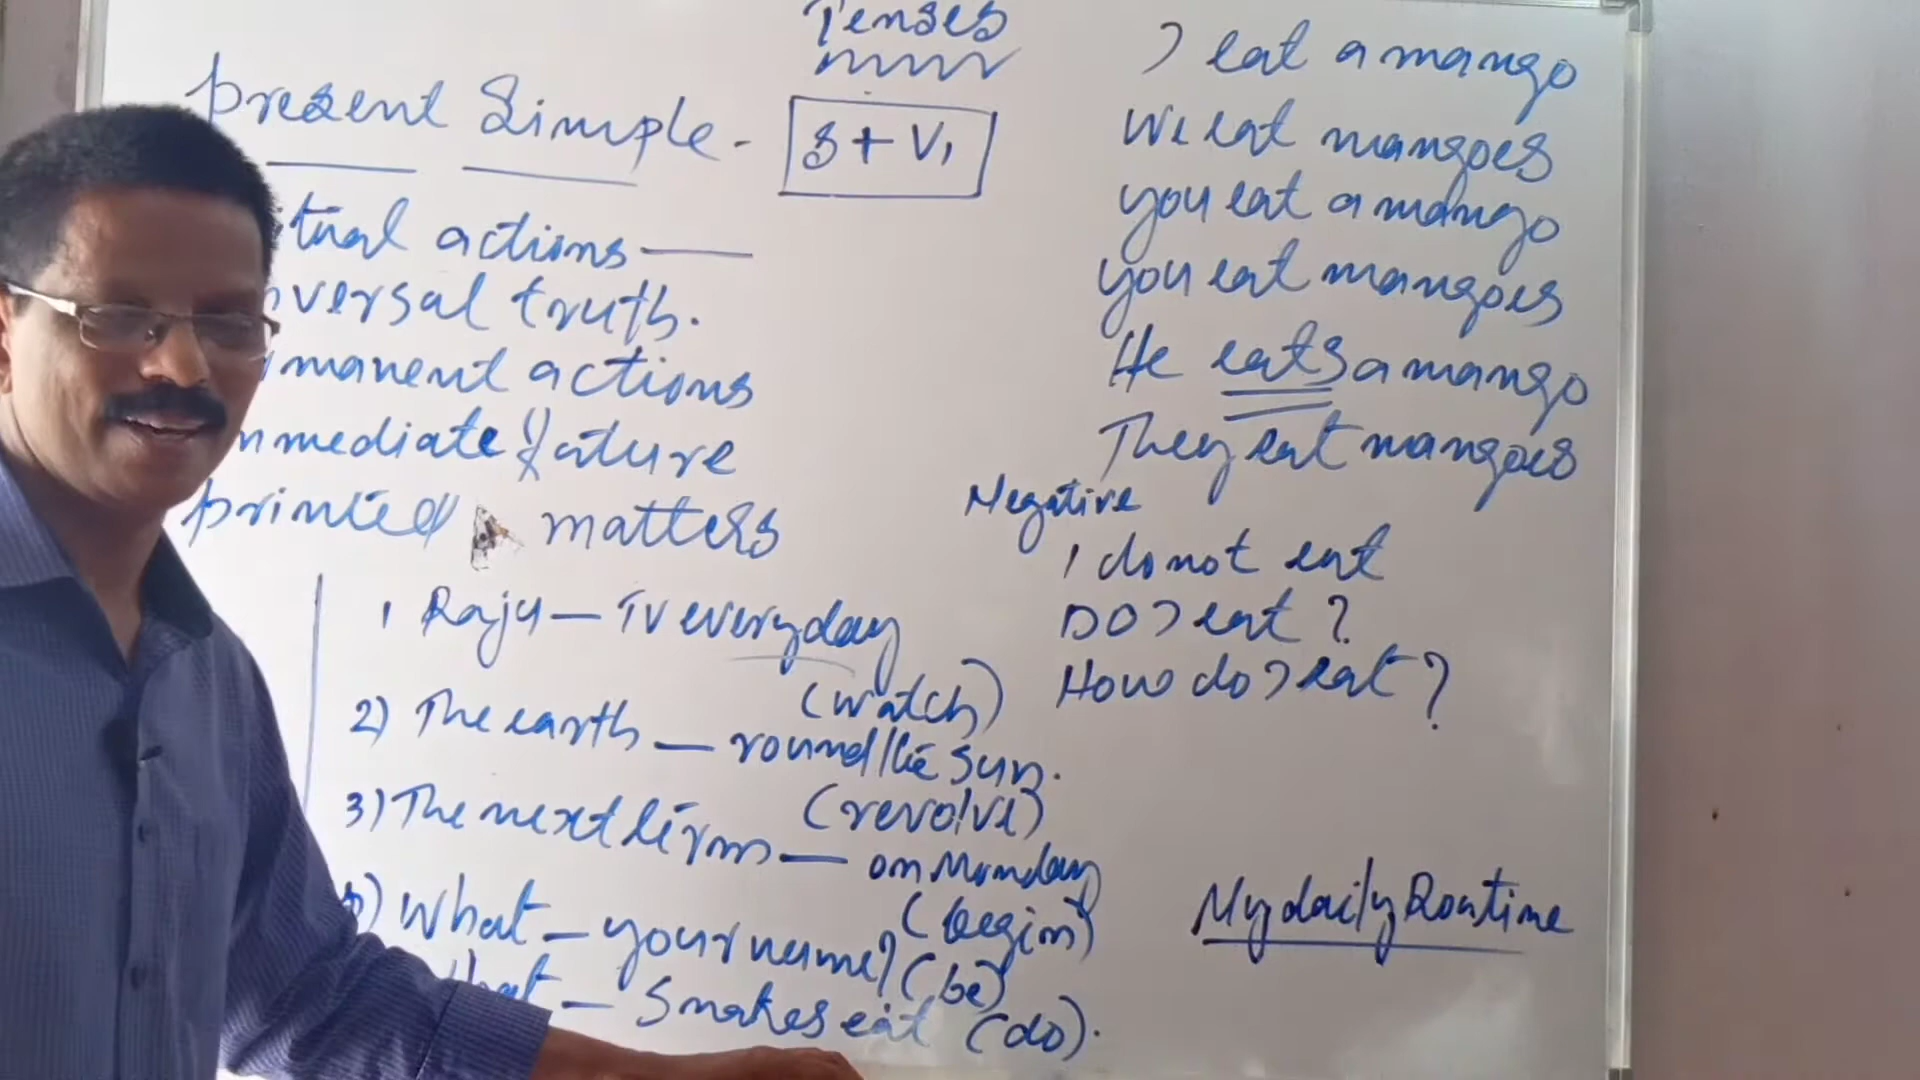 Tenses
Present Simple - S + V1
itual actions —
versal truth.
manent actions
mmediate future
printed matters
1 Raju — TV everyday
(watch)
2) The earth — round the sun.
(revolve)
3) The next term — on Monday
(begin)
) What — your name? (be)
hat — snakes eat (do).
I eat a mango
We eat mangoes
you eat a mango
you eat mangoes
He eats a mango
They eat mangoes
Negative
I do not eat
Do I eat ?
How do I eat ?
My daily Routine